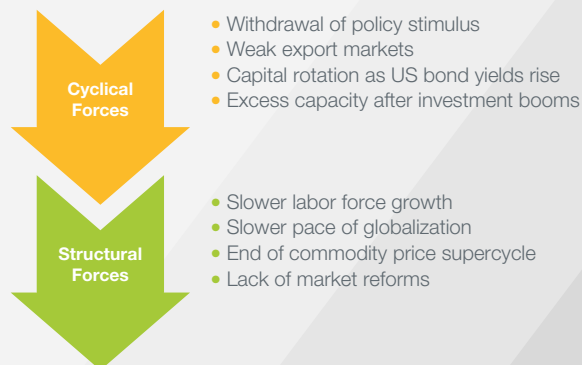 Cyclical
Forces
• Withdrawal of policy stimulus
• Weak export markets
• Capital rotation as US bond yields rise
• Excess capacity after investment booms
Structural
Forces
• Slower labor force growth
• Slower pace of globalization
• End of commodity price supercycle
• Lack of market reforms